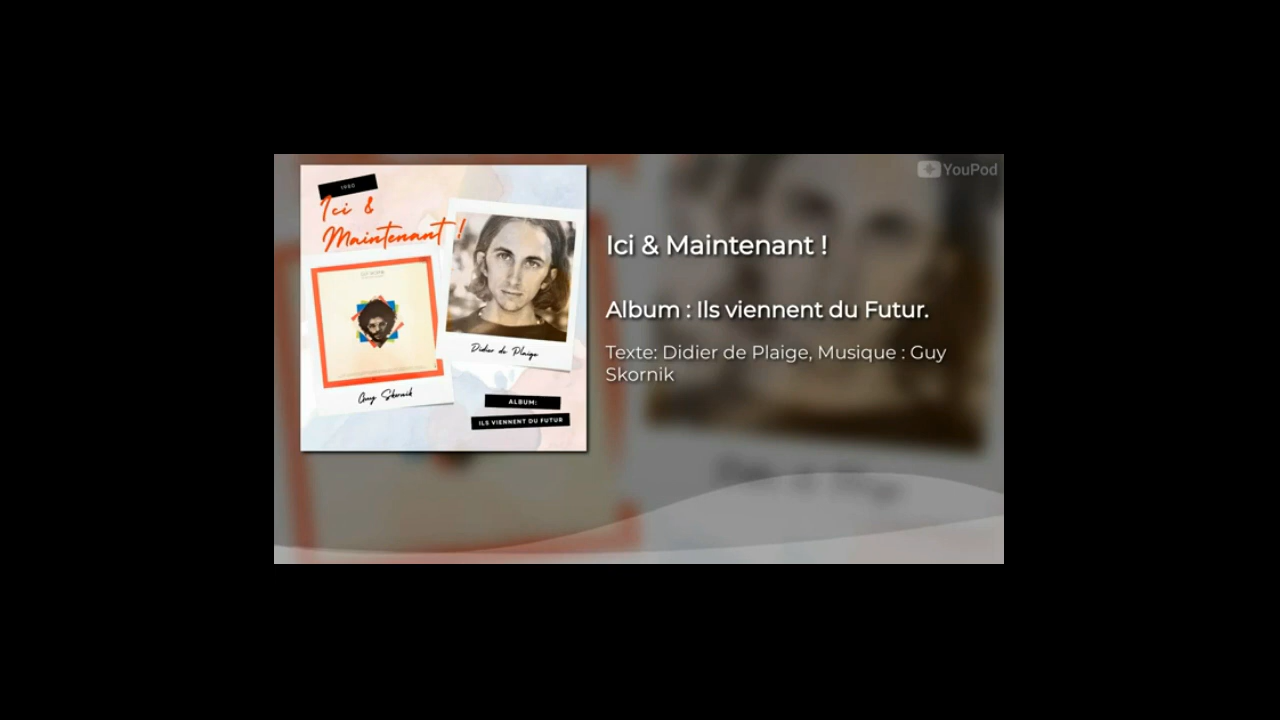 YouPod
1980
Ici &
Maintenant !
Guy Skornik
Didier de Plaige
ALBUM:
ILS VIENNENT DU FUTUR
Ici & Maintenant !
Album : Ils viennent du Futur.
Texte: Didier de Plaige, Musique : Guy
Skornik